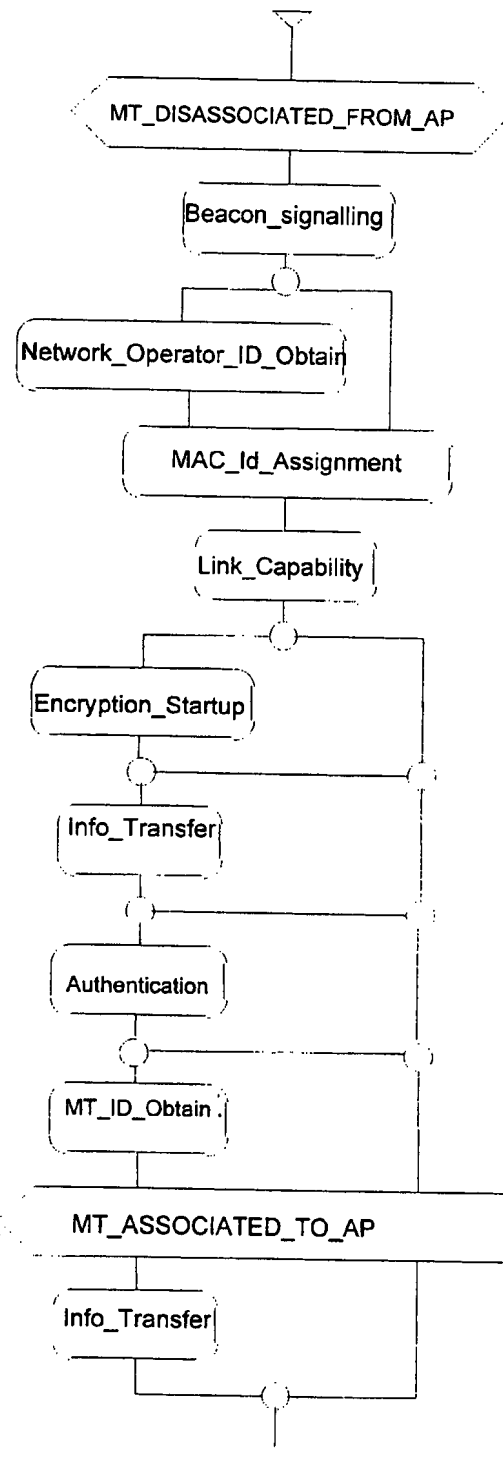 MT_DISASSOCIATED_FROM_AP
Beacon_signalling
Network_Operator_ID_Obtain
MAC_Id_Assignment
Link_Capability
Encryption_Startup
Info_Transfer
Authentication
MT_ID_Obtain
MT_ASSOCIATED_TO_AP
Info_Transfer